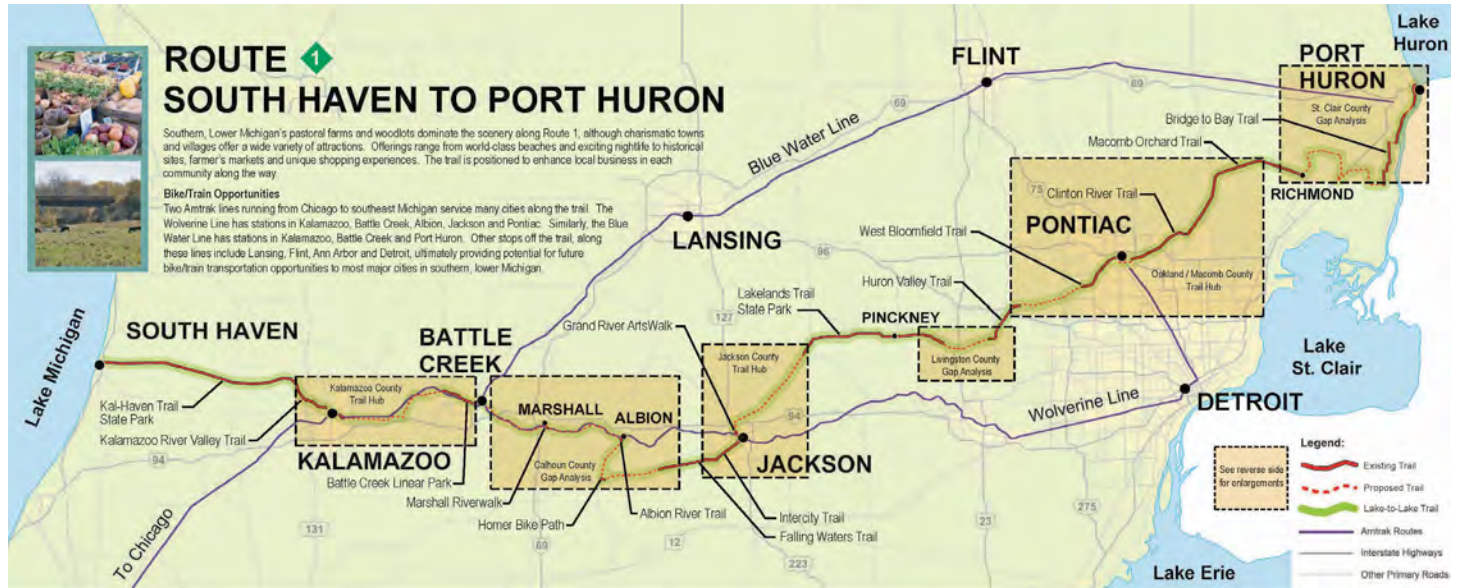 ROUTE 1
SOUTH HAVEN TO PORT HURON
Southern, Lower Michigan's pastoral farms and woodlots dominate the scenery along Route 1, although charismatic towns
and villages offer a wide variety of attractions. Offerings range from world-class beaches and exciting nightlife to historical
sites, farmer's markets and unique shopping experiences. The trail is positioned to enhance local business in each
community along the way.
Bike/Train Opportunities
Two Amtrak lines running from Chicago to southeast Michigan service many cities along the trail. The
Wolverine Line has stations in Kalamazoo, Battle Creek, Albion, Jackson and Pontiac. Similarly, the Blue
Water Line has stations in Kalamazoo, Battle Creek and Port Huron. Other stops off the trail, along
these lines include Lansing, Flint, Ann Arbor and Detroit, ultimately providing potential for future
bike/train transportation opportunities to most major cities in southern, lower Michigan.
Lake
Huron
PORT
HURON
St. Clair County
Gap Analysis
Bridge to Bay Trail
Macomb Orchard Trail
RICHMOND
FLINT
69
69
Blue Water Line
75
Clinton River Trail
PONTIAC
West Bloomfield Trail
Oakland / Macomb County
Trail Hub
Huron Valley Trail
LANSING
96
127
Lakelands Trail
State Park
PINCKNEY
Livingston County
Gap Analysis
Grand River ArtsWalk
Jackson County
Trail Hub
94
JACKSON
Lake Michigan
SOUTH HAVEN
Kal-Haven Trail
State Park
Kalamazoo River Valley Trail
94
Kalamazoo County
Trail Hub
KALAMAZOO
BATTLE
CREEK
Battle Creek Linear Park
MARSHALL
ALBION
Calhoun County
Gap Analysis
Marshall Riverwalk
Homer Bike Path
Albion River Trail
Intercity Trail
Falling Waters Trail
To Chicago
131
69
12
223
23
275
Wolverine Line
DETROIT
Lake
St. Clair
Lake Erie
See reverse side
for enlargements
Legend:
Existing Trail
Proposed Trail
Lake-to-Lake Trail
Amtrak Routes
Interstate Highways
Other Primary Roads